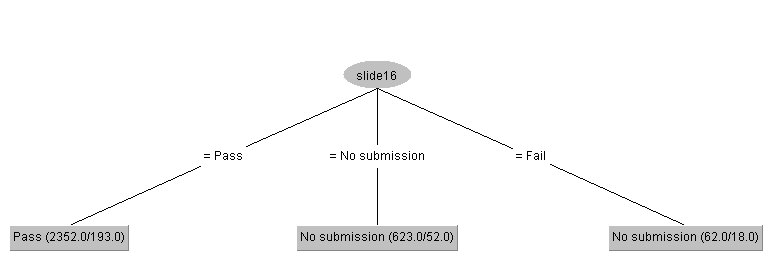 slide16
= Pass
= No submission
= Fail
Pass (2352.0/193.0)
No submission (623.0/52.0)
No submission (62.0/18.0)